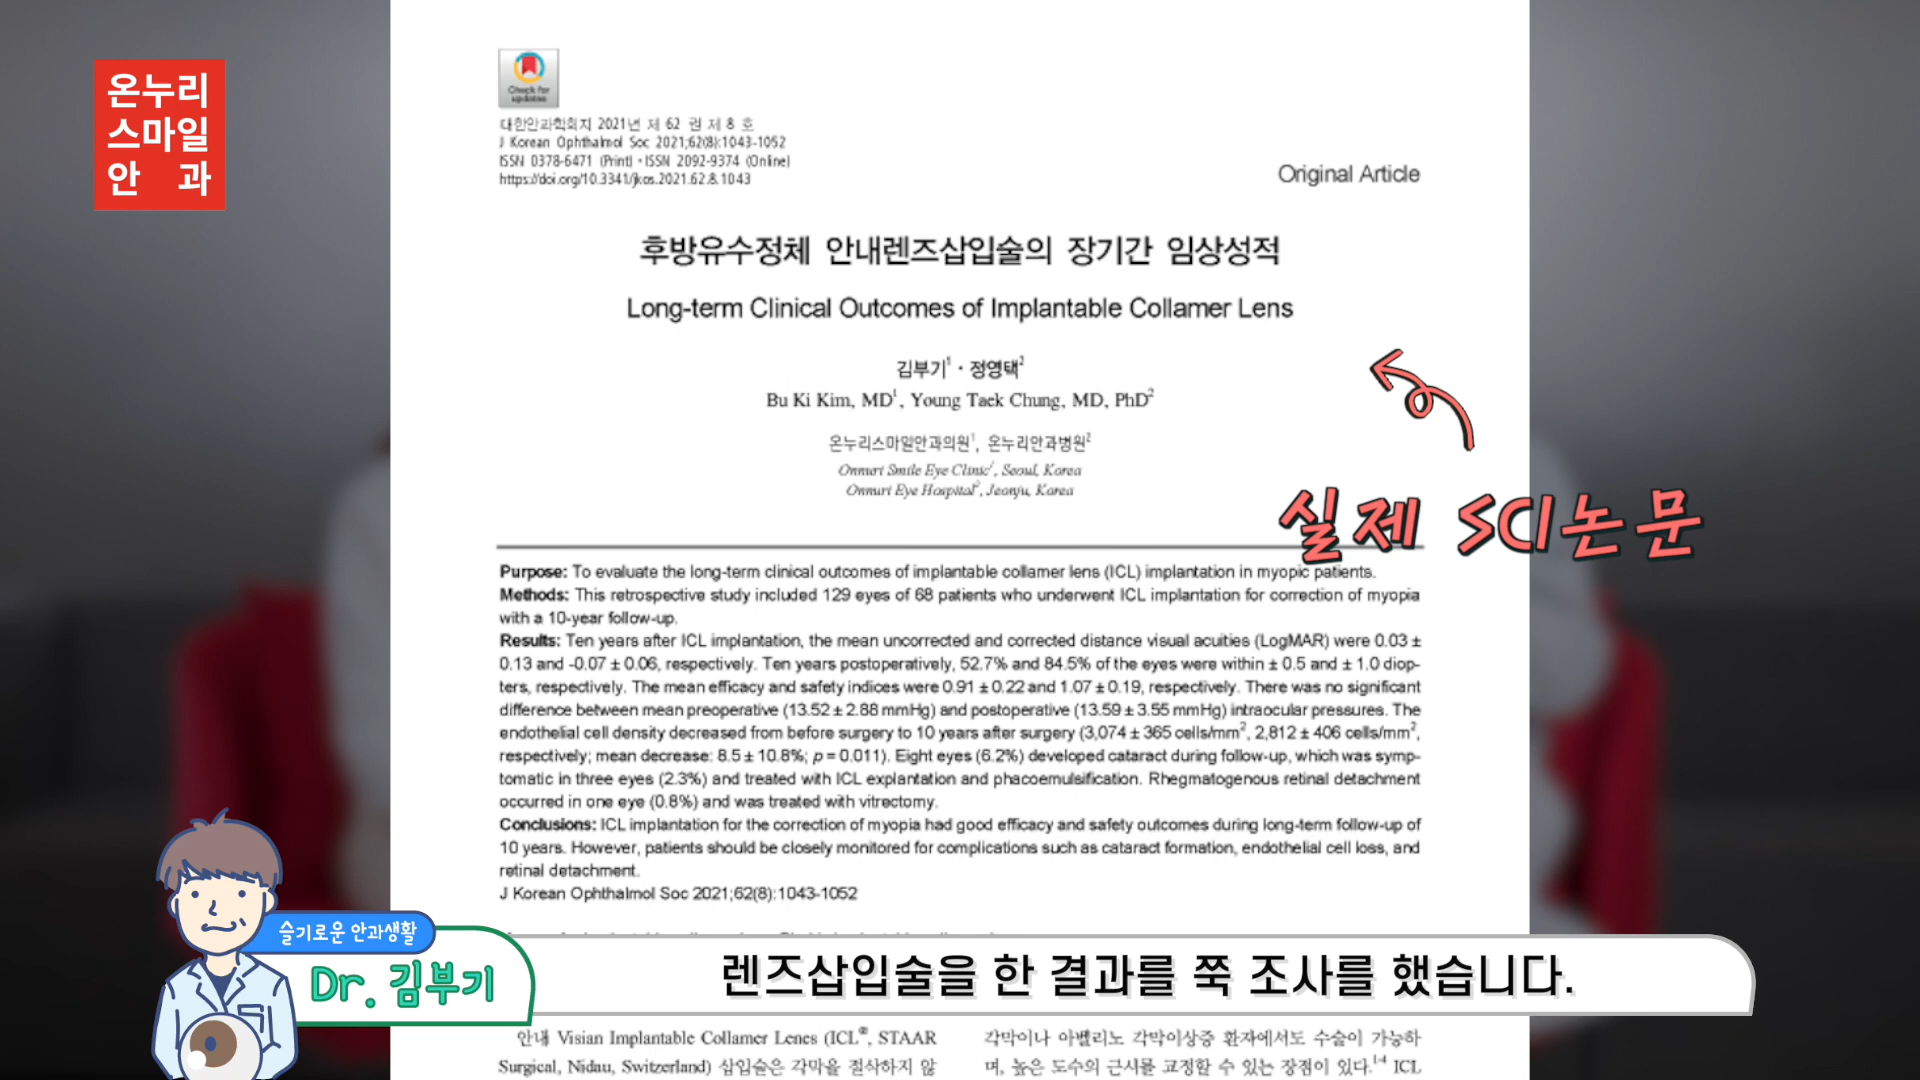 온누리
스마일
안 과
Check for
updates
대한안과학회지 2021년 제 62 권 제 8 호
J Korean Ophthalmol Soc 2021;62(8):1043-1052
ISSN 0378-6471 (Print)·ISSN 2092-9374 (Online)
https://doi.org/10.3341/jkos.2021.62.8.1043
Original Article
후방유수정체 안내렌즈삽입술의 장기간 임상성적
Long-term Clinical Outcomes of Implantable Collamer Lens
김부기1·정영택2
Bu Ki Kim, MD1, Young Taek Chung, MD, PhD2
온누리스마일안과의원1, 온누리안과병원2
Onnuri Smile Eye Clinic1, Seoul, Korea
Onnuri Eye Hospital2, Jeonju, Korea
실제 SCI논문
Purpose: To evaluate the long-term clinical outcomes of implantable collamer lens (ICL) implantation in myopic patients.
Methods: This retrospective study included 129 eyes of 68 patients who underwent ICL implantation for correction of myopia
with a 10-year follow-up.
Results: Ten years after ICL implantation, the mean uncorrected and corrected distance visual acuities (LogMAR) were 0.03 ±
0.13 and -0.07 ± 0.06, respectively. Ten years postoperatively, 52.7% and 84.5% of the eyes were within ± 0.5 and ± 1.0 diop-
ters, respectively. The mean efficacy and safety indices were 0.91 ± 0.22 and 1.07 ± 0.19, respectively. There was no significant
difference between mean preoperative (13.52 ± 2.88 mmHg) and postoperative (13.59 ± 3.55 mmHg) intraocular pressures. The
endothelial cell density decreased from before surgery to 10 years after surgery (3,074 ± 365 cells/mm2, 2,812 ± 406 cells/mm2,
respectively; mean decrease: 8.5 ± 10.8%; p = 0.011). Eight eyes (6.2%) developed cataract during follow-up, which was symp-
tomatic in three eyes (2.3%) and treated with ICL explantation and phacoemulsification. Rhegmatogenous retinal detachment
occurred in one eye (0.8%) and was treated with vitrectomy.
Conclusions: ICL implantation for the correction of myopia had good efficacy and safety outcomes during long-term follow-up of
10 years. However, patients should be closely monitored for complications such as cataract formation, endothelial cell loss, and
retinal detachment.
J Korean Ophthalmol Soc 2021;62(8):1043-1052
슬기로운 안과생활
Dr. 김부기
렌즈삽입술을 한 결과를 쭉 조사를 했습니다.
안내 Visian Implantable Collamer Lenes (ICL®, STAAR
Surgical, Nidau, Switzerland) 삽입술은 각막을 절삭하지 않
각막이나 아벨리노 각막이상증 환자에서도 수술이 가능하
며, 높은 도수의 근시를 교정할 수 있는 장점이 있다.1-4 ICL